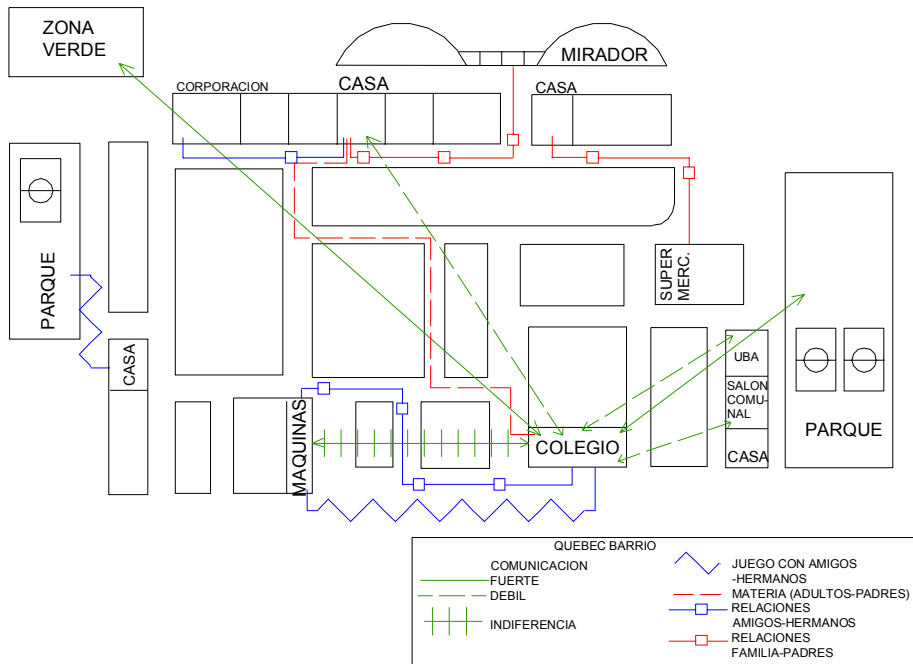 ZONA
VERDE
MIRADOR
CORPORACION
CASA
CASA
PARQUE
SUPER
MERC.
CASA
UBA
SALON
COMU-
NAL
CASA
PARQUE
MAQUINAS
COLEGIO
QUEBEC BARRIO
COMUNICACION
FUERTE
DEBIL
INDIFERENCIA
JUEGO CON AMIGOS
-HERMANOS
MATERIA (ADULTOS-PADRES)
RELACIONES
AMIGOS-HERMANOS
RELACIONES
FAMILIA-PADRES